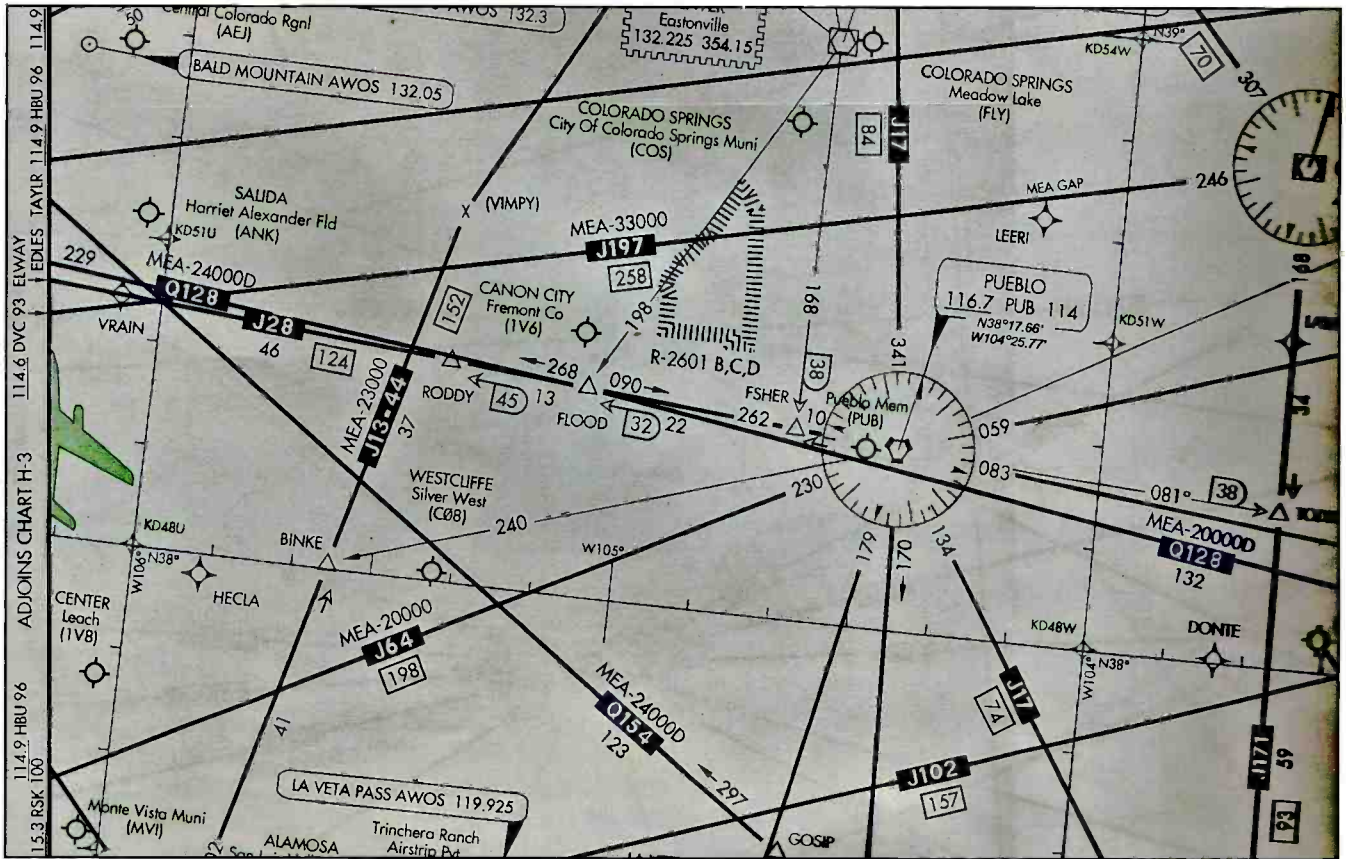 114.9
114.9 HBU 96
TAYLR
EDLES
ELWAY
DVC 93
114.6
ADJOINS CHART H-3
114.9 HBU 96
15.3 RSK 100
50
Central Colorado Rgnl
(AEJ)
AWOS 132.3
BALD MOUNTAIN AWOS 132.05
Eastonville
132.225 354.15
COLORADO SPRINGS
Meadow Lake
(FLY)
KD54W
N39°
70
307
COLORADO SPRINGS
City Of Colorado Springs Muni
(COS)
84
J17
246
MEA GAP
LEERI
SALIDA
Harriet Alexander Fld
(ANK)
KD51U
(VIMPY)
MEA-33000
J197
258
229
MEA-24000D
Q128
VRAIN
J28
46
124
152
CANON CITY
Fremont Co
(1V6)
198
168
R-2601 B,C,D
38
341
PUEBLO
116.7 PUB 114
N38°17.66'
W104°25.77'
KD51W
168
34
MEA-23000
J13-44
37
RODDY
45
13
268
FLOOD
090
32
22
262
FSHER
10
Pueblo Mem
(PUB)
059
083
081°
38
MEA-20000D
Q128
132
WESTCLIFFE
Silver West
(C08)
230
240
179
170
134
KD48U
W106°
N38°
BINKE
HECLA
W105°
CENTER
Leach
(1V8)
MEA-20000
J64
198
KD48W
W104°
N38°
DONTE
41
MEA-24000D
Q154
123
297
J17
74
J102
157
J171
59
93
LA VETA PASS AWOS 119.925
Monte Vista Muni
(MVI)
ALAMOSA
Trinchera Ranch
Airstrip Pvt
GOSIP